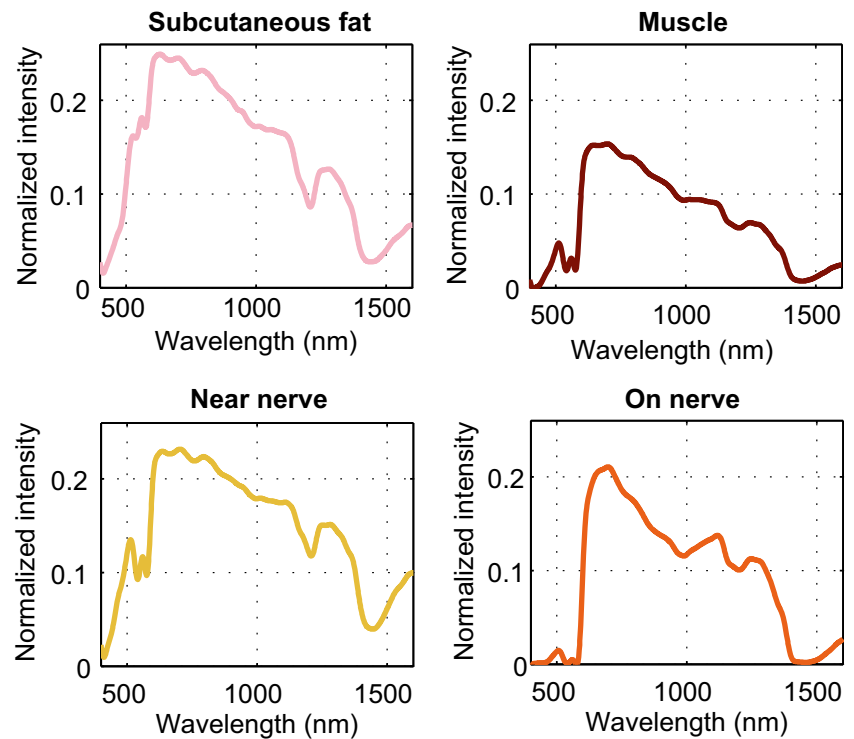 Subcutaneous fat
Normalized intensity
0.2
0.1
0
500 1000 1500
Wavelength (nm)
Muscle
Normalized intensity
0.2
0.1
0
500 1000 1500
Wavelength (nm)
Near nerve
Normalized intensity
0.2
0.1
0
500 1000 1500
Wavelength (nm)
On nerve
Normalized intensity
0.2
0.1
0
500 1000 1500
Wavelength (nm)